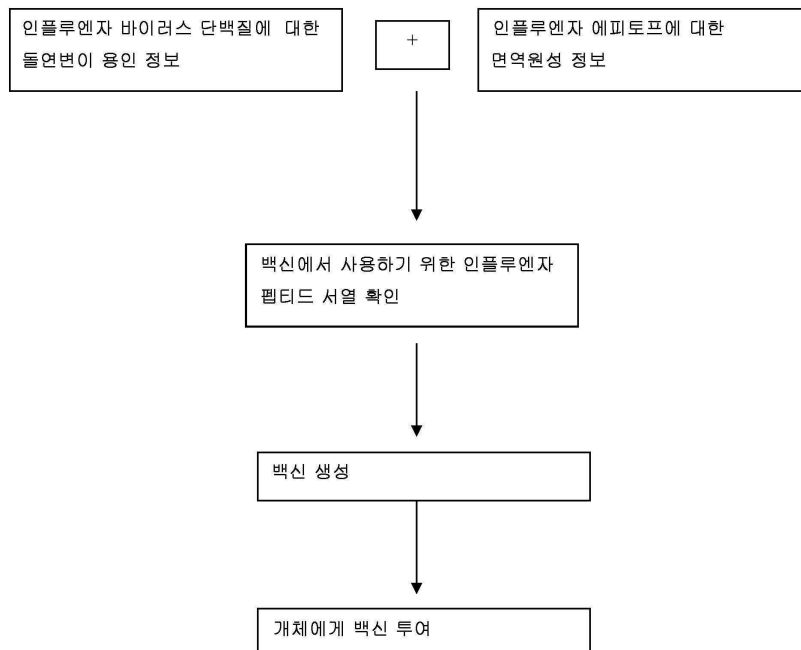 인플루엔자 바이러스 단백질에 대한
돌연변이 용인 정보
+
인플루엔자 에피토프에 대한
면역원성 정보
백신에서 사용하기 위한 인플루엔자
펩티드 서열 확인
백신 생성
개체에게 백신 투여